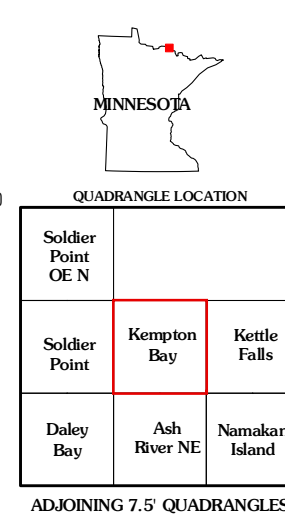 MINNESOTA
QUADRANGLE LOCATION
Soldier
Point
OE N
Soldier
Point
Kempton
Bay
Kettle
Falls
Daley
Bay
Ash
River NE
Namakan
Island
ADJOINING 7.5' QUADRANGLES